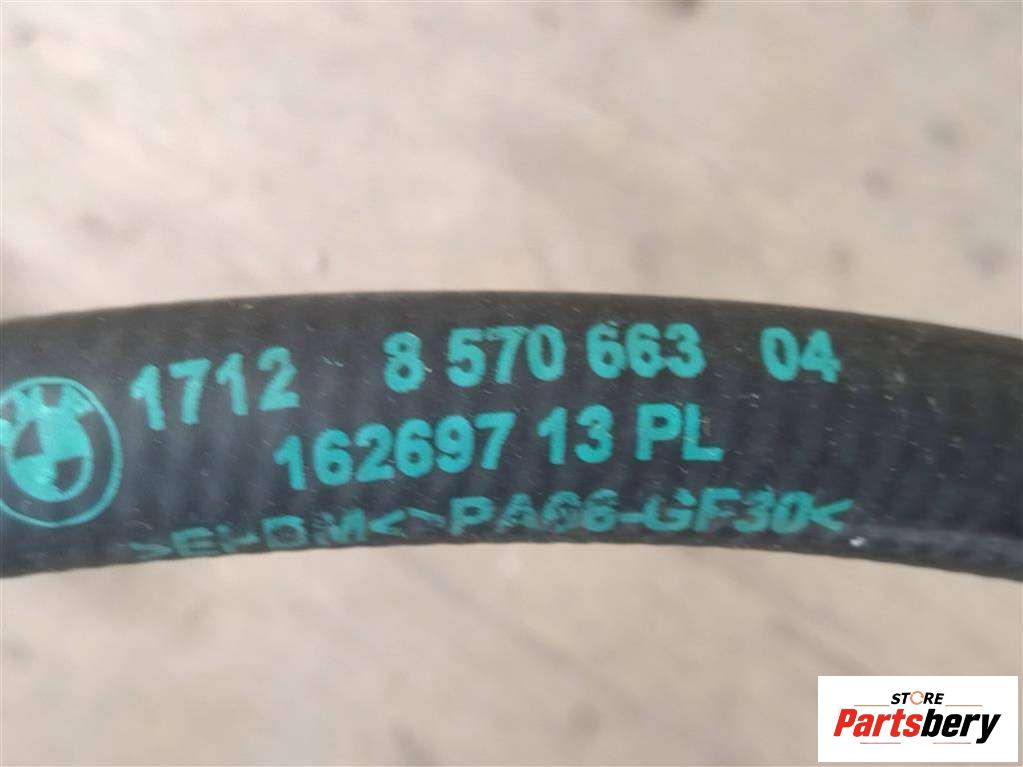 1712 8 570 663 04
162697 13 PL
>EPDM<>PA66-GF30<
STORE
Partsbery